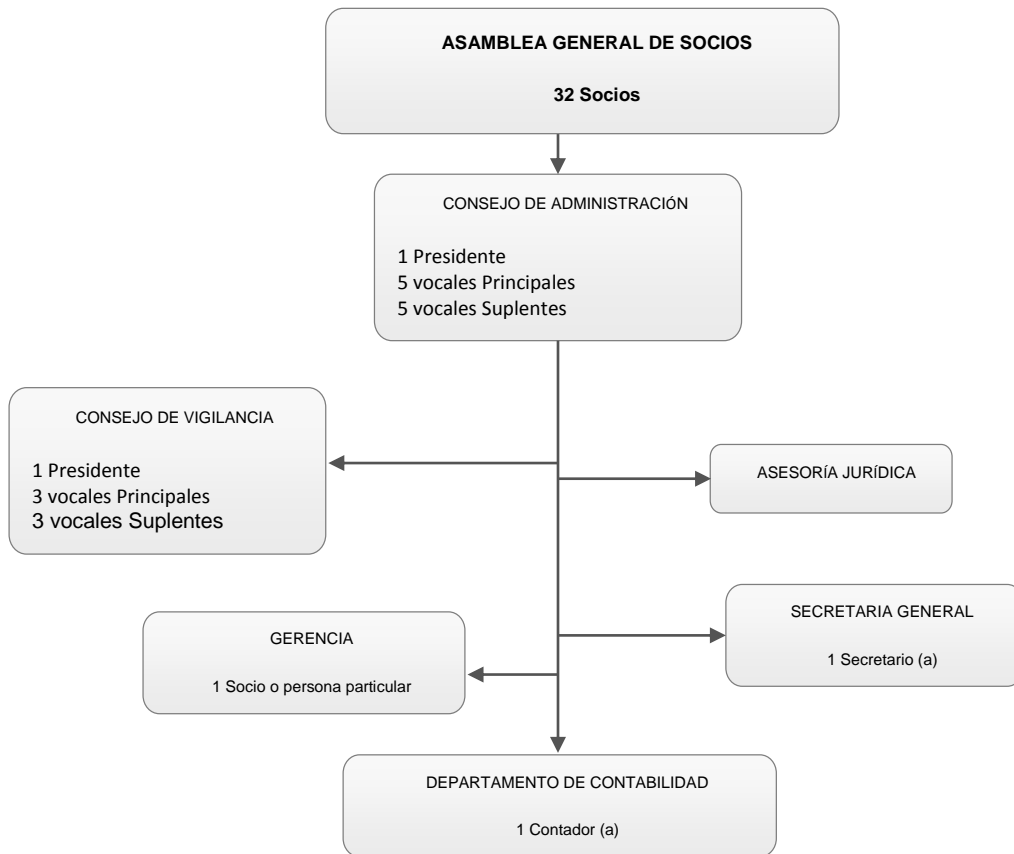 ASAMBLEA GENERAL DE SOCIOS
32 Socios
CONSEJO DE ADMINISTRACIóN
1 Presidente
5 vocales Principales
5 vocales Suplentes
CONSEJO DE VIGILANCIA
1 Presidente
3 vocales Principales
3 vocales Suplentes
ASESORíA JURíDICA
SECRETARIA GENERAL
1 Secretario (a)
GERENCIA
1 Socio o persona particular
DEPARTAMENTO DE CONTABILIDAD
1 Contador (a)